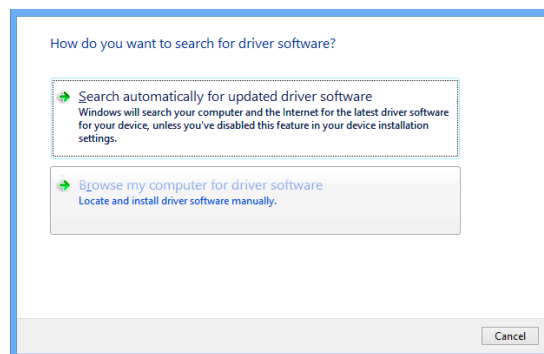 How do you want to search for driver software?
Search automatically for updated driver software
Windows will search your computer and the Internet for the latest driver software
for your device, unless you've disabled this feature in your device installation
settings.
Browse my computer for driver software
Locate and install driver software manually.
Cancel